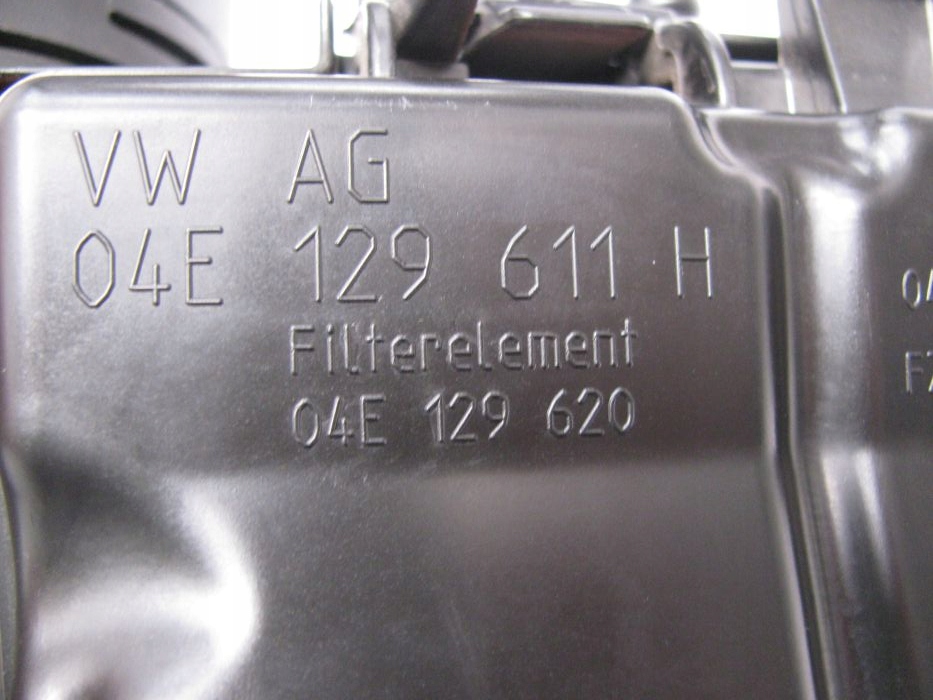 VW AG
04E 129 611 H
Filterelement
04E 129 620